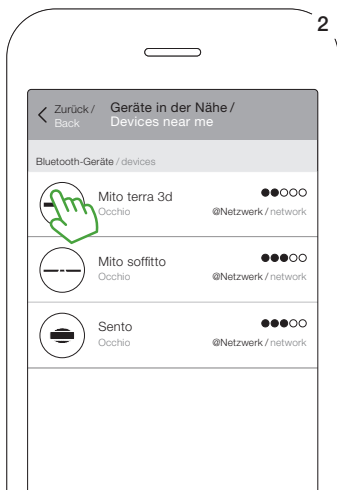 2
Zurück / Geräte in der Nähe /
Back Devices near me
Bluetooth-Geräte / devices
Mito terra 3d
Occhio @Netzwerk / network
Mito soffitto
Occhio @Netzwerk / network
Sento
Occhio @Netzwerk / network